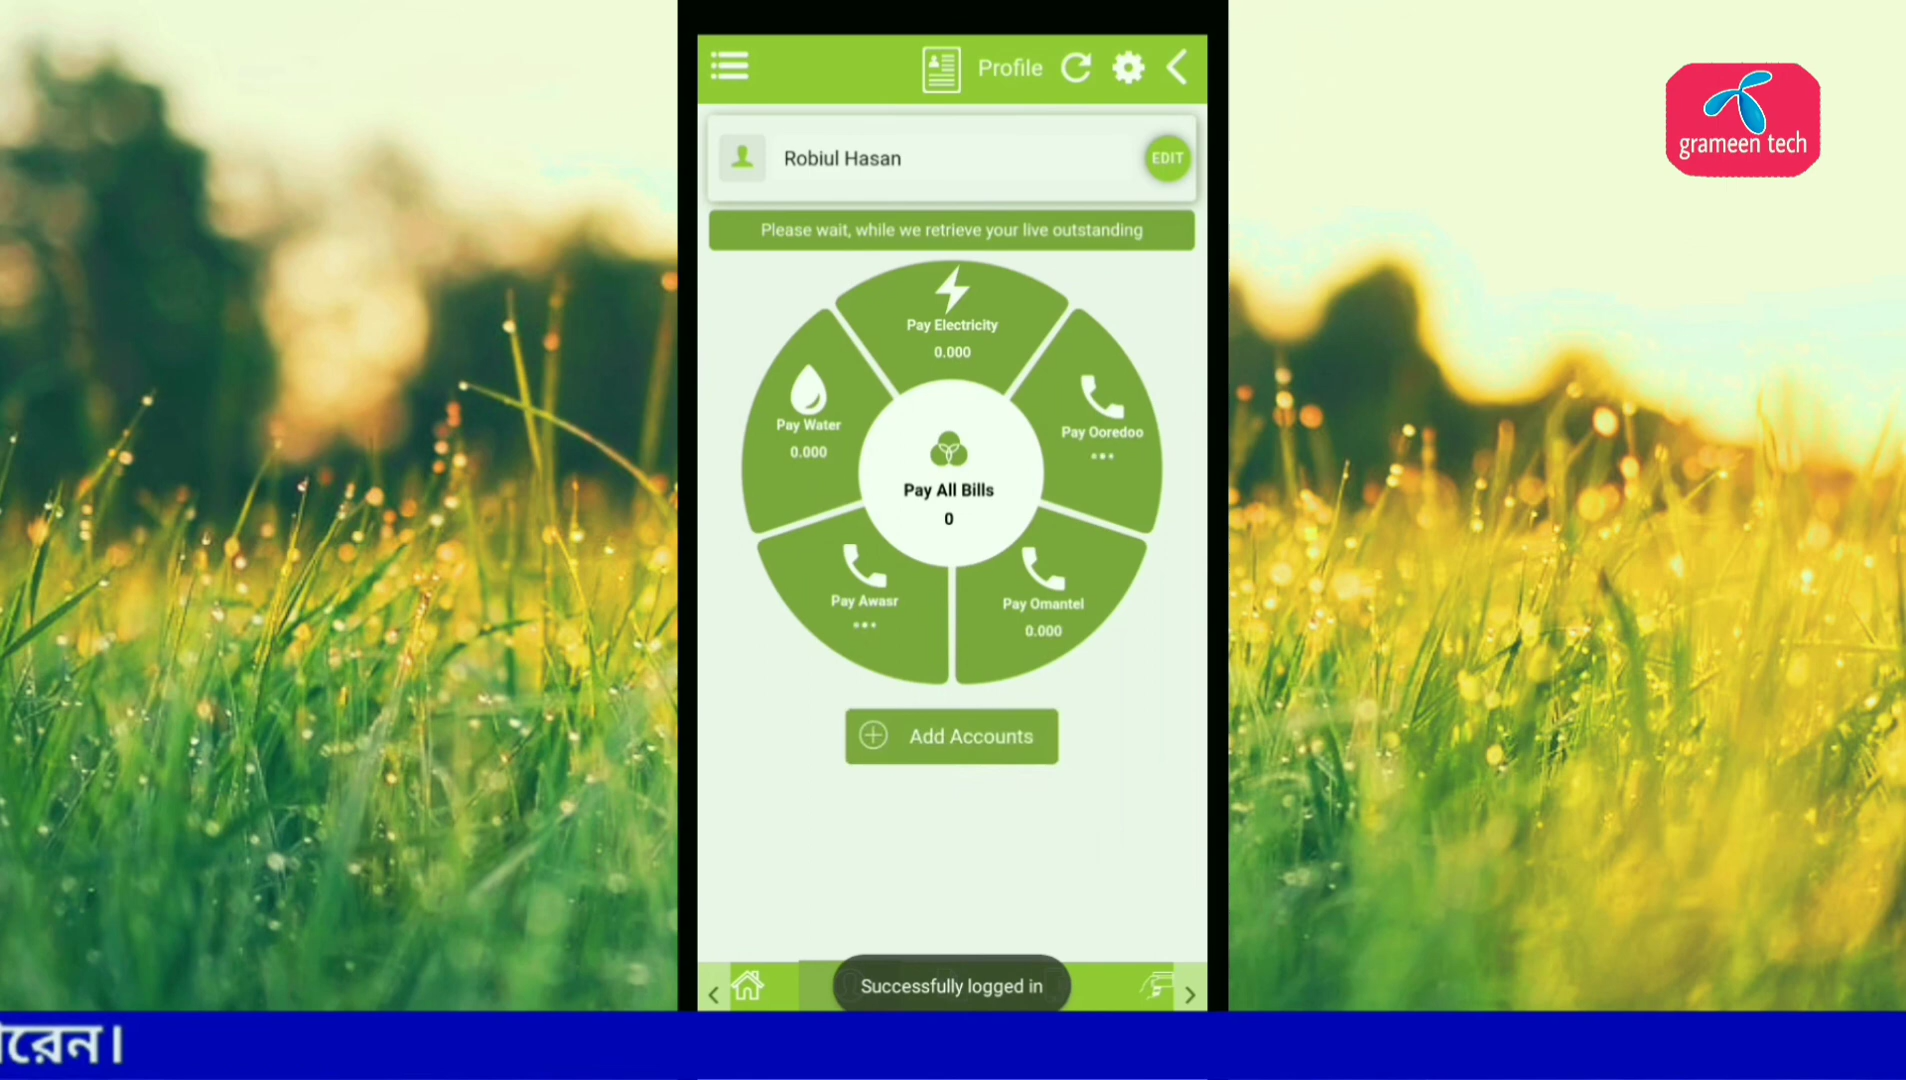 Profile
grameen tech
Robiul Hasan
EDIT
Please wait, while we retrieve your live outstanding
Pay Electricity
0.000
Pay Water
0.000
Pay Ooredoo
Pay All Bills
0
Pay Awasr
Pay Omantel
0.000
Add Accounts
Successfully logged in